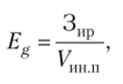 E_g = З_ир / V_ин.п,